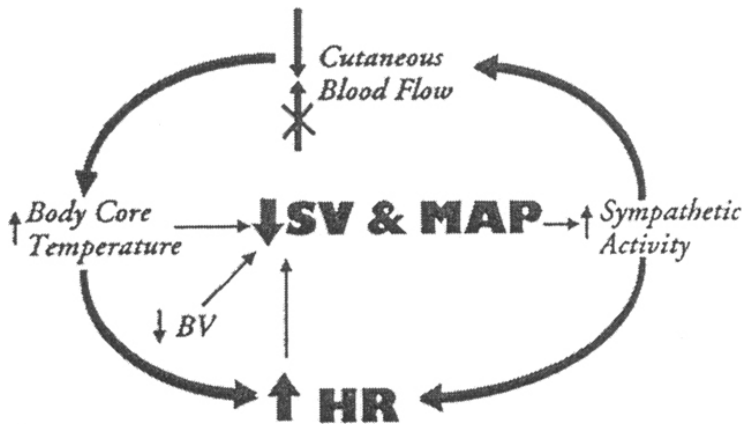 Cutaneous
Blood Flow
Body Core
Temperature
SV & MAP
Sympathetic
Activity
BV
HR